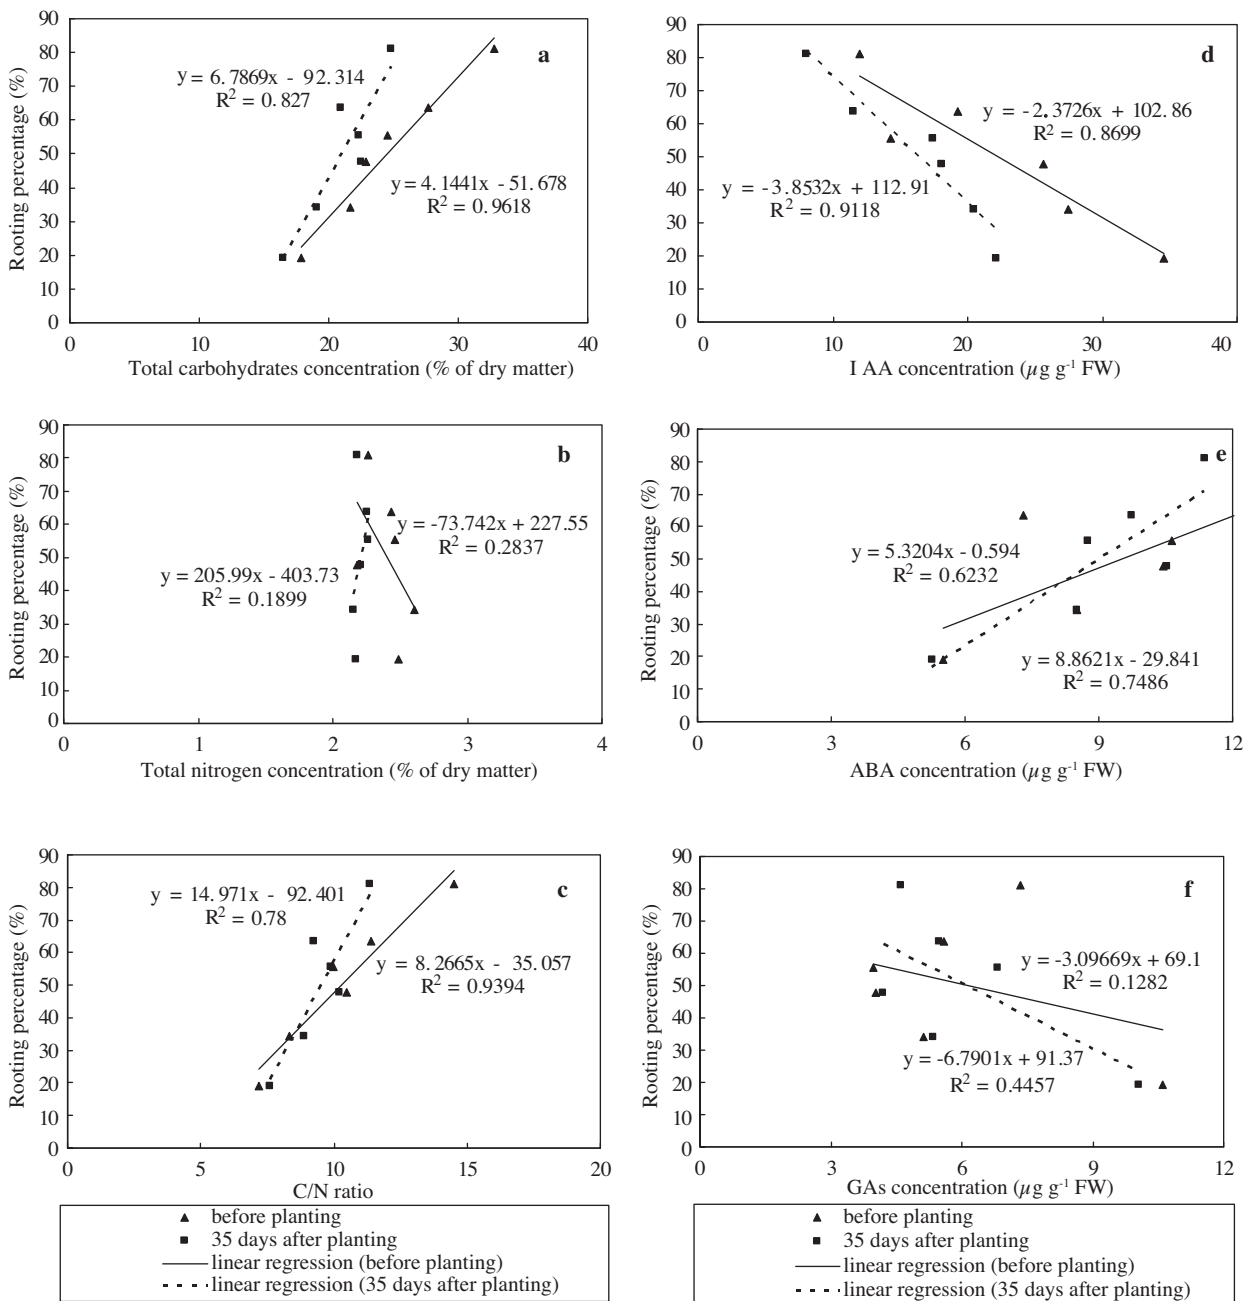 a
y = 6.7869x - 92.314
R² = 0.827
y = 4.1441x - 51.678
R² = 0.9618
Rooting percentage (%)
90
80
70
60
50
40
30
20
10
0
0 10 20 30 40
Total carbohydrates concentration (% of dry matter)
d
y = -2.3726x + 102.86
R² = 0.8699
y = -3.8532x + 112.91
R² = 0.9118
Rooting percentage (%)
90
80
70
60
50
40
30
20
10
0
0 10 20 30 40
I AA concentration (µg g⁻¹ FW)
b
y = -73.742x + 227.55
R² = 0.2837
y = 205.99x - 403.73
R² = 0.1899
Rooting percentage (%)
90
80
70
60
50
40
30
20
10
0
0 1 2 3 4
Total nitrogen concentration (% of dry matter)
e
y = 5.3204x - 0.594
R² = 0.6232
y = 8.8621x - 29.841
R² = 0.7486
Rooting percentage (%)
90
80
70
60
50
40
30
20
10
0
0 3 6 9 12
ABA concentration (µg g⁻¹ FW)
c
y = 14.971x - 92.401
R² = 0.78
y = 8.2665x - 35.057
R² = 0.9394
Rooting percentage (%)
90
80
70
60
50
40
30
20
10
0
0 5 10 15 20
C/N ratio
f
y = -3.09669x + 69.1
R² = 0.1282
y = -6.7901x + 91.37
R² = 0.4457
Rooting percentage (%)
90
80
70
60
50
40
30
20
10
0
0 3 6 9 12
GAs concentration (µg g⁻¹ FW)
before planting
35 days after planting
linear regression (before planting)
linear regression (35 days after planting)
before planting
35 days after planting
linear regression (before planting)
linear regression (35 days after planting)